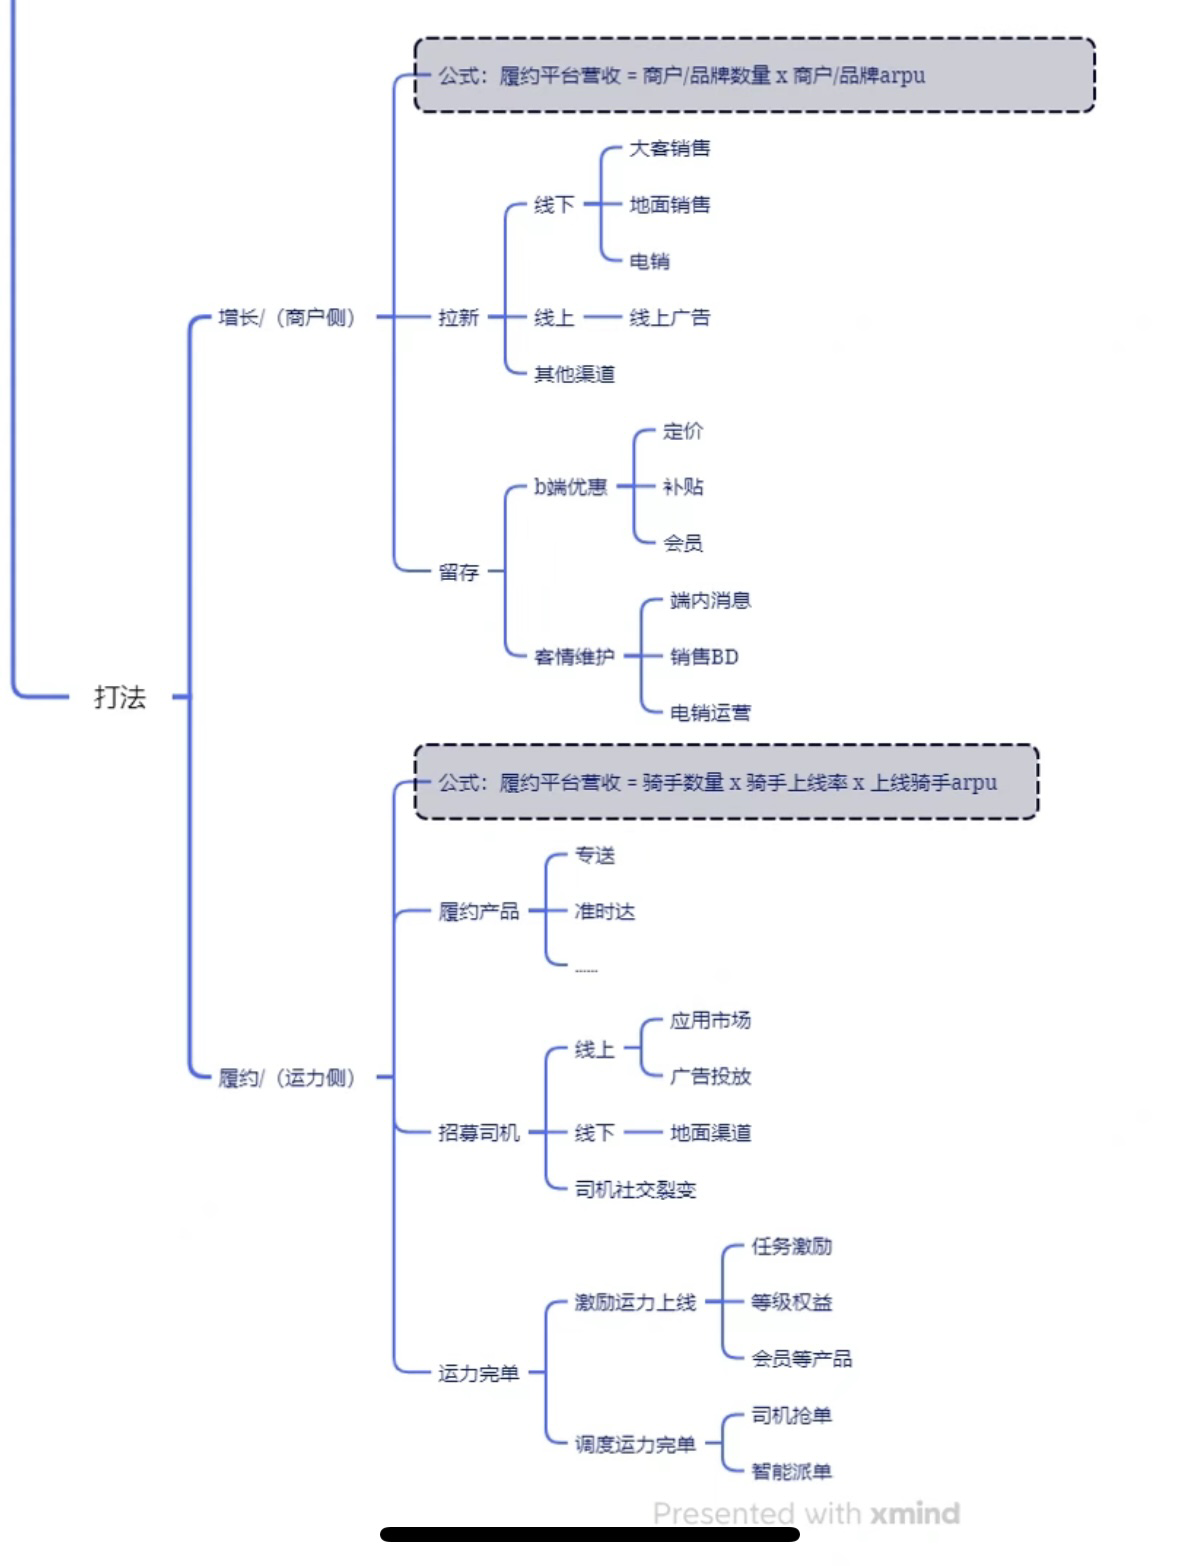 公式：履约平台营收 = 商户/品牌数量 x 商户/品牌arpu
大客销售
线下
地面销售
电销
增长/（商户侧）
拉新
线上
线上广告
其他渠道
定价
b端优惠
补贴
会员
留存
端内消息
客情维护
销售BD
电销运营
打法
公式：履约平台营收 = 骑手数量 x 骑手上线率 x 上线骑手arpu
专送
履约产品
准时达
......
应用市场
线上
广告投放
履约/（运力侧）
招募司机
线下
地面渠道
司机社交裂变
任务激励
激励运力上线
等级权益
会员等产品
运力完单
司机抢单
调度运力完单
智能派单
Presented with xmind